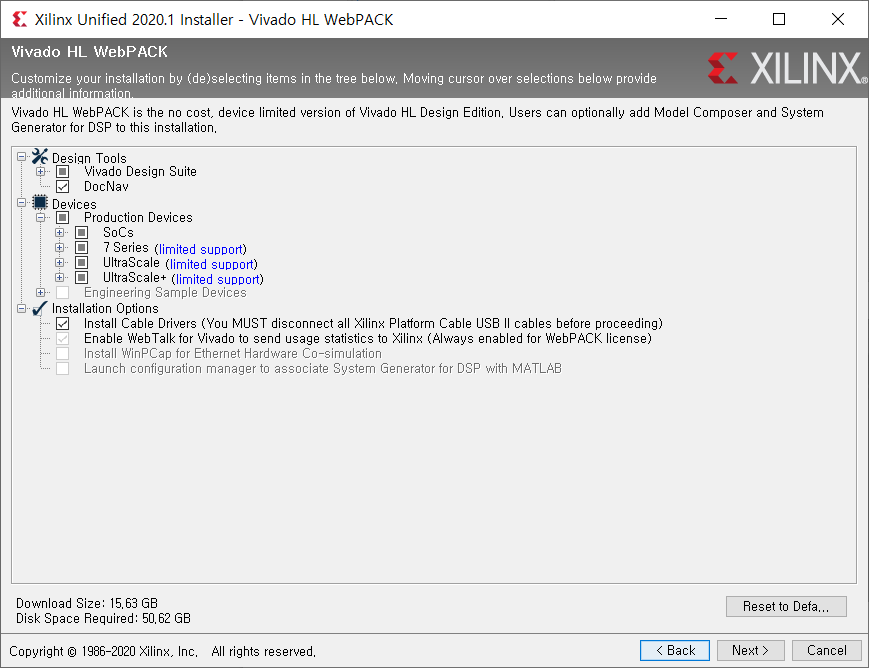 Xilinx Unified 2020.1 Installer - Vivado HL WebPACK
Vivado HL WebPACK
Customize your installation by (de)selecting items in the tree below. Moving cursor over selections below provide
additional information.
XILINX®
Vivado HL WebPACK is the no cost, device limited version of Vivado HL Design Edition. Users can optionally add Model Composer and System
Generator for DSP to this installation.
Design Tools
Vivado Design Suite
DocNav
Devices
Production Devices
SoCs
7 Series (limited support)
UltraScale (limited support)
UltraScale+ (limited support)
Engineering Sample Devices
Installation Options
Install Cable Drivers (You MUST disconnect all Xilinx Platform Cable USB II cables before proceeding)
Enable WebTalk for Vivado to send usage statistics to Xilinx (Always enabled for WebPACK license)
Install WinPCap for Ethernet Hardware Co-simulation
Launch configuration manager to associate System Generator for DSP with MATLAB
Download Size: 15.63 GB
Disk Space Required: 50.62 GB
Reset to Defa...
Copyright © 1986-2020 Xilinx, Inc. All rights reserved.
< Back
Next >
Cancel